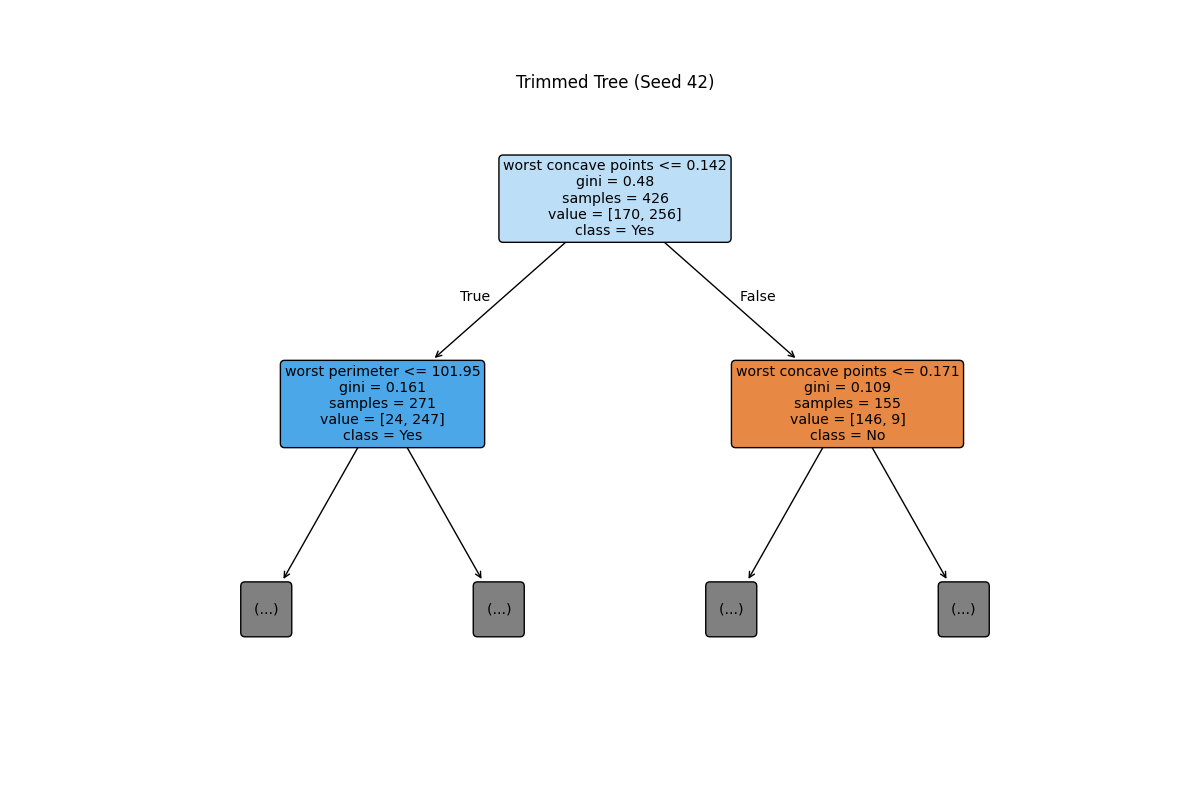 Trimmed Tree (Seed 42)
worst concave points <= 0.142
gini = 0.48
samples = 426
value = [170, 256]
class = Yes
True
False
worst perimeter <= 101.95
gini = 0.161
samples = 271
value = [24, 247]
class = Yes
worst concave points <= 0.171
gini = 0.109
samples = 155
value = [146, 9]
class = No
(...)
(...)
(...)
(...)